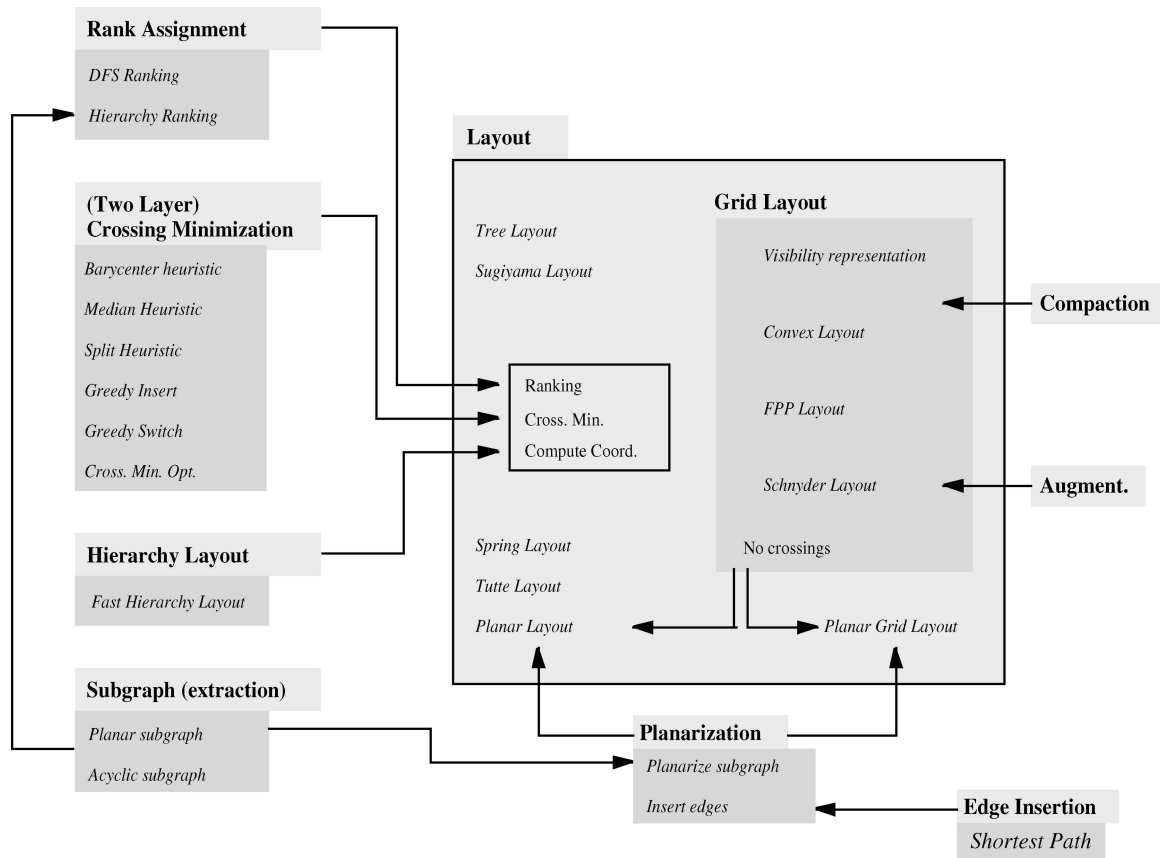 Rank Assignment
DFS Ranking
Hierarchy Ranking
(Two Layer)
Crossing Minimization
Barycenter heuristic
Median Heuristic
Split Heuristic
Greedy Insert
Greedy Switch
Cross. Min. Opt.
Hierarchy Layout
Fast Hierarchy Layout
Subgraph (extraction)
Planar subgraph
Acyclic subgraph
Layout
Tree Layout
Sugiyama Layout
Ranking
Cross. Min.
Compute Coord.
Spring Layout
Tutte Layout
Planar Layout
Grid Layout
Visibility representation
Convex Layout
FPP Layout
Schnyder Layout
No crossings
Planar Grid Layout
Compaction
Augment.
Planarization
Planarize subgraph
Insert edges
Edge Insertion
Shortest Path